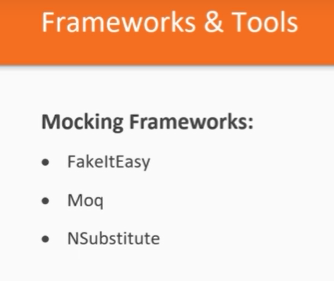 Frameworks & Tools
Mocking Frameworks:
• FakeItEasy
• Moq
• NSubstitute